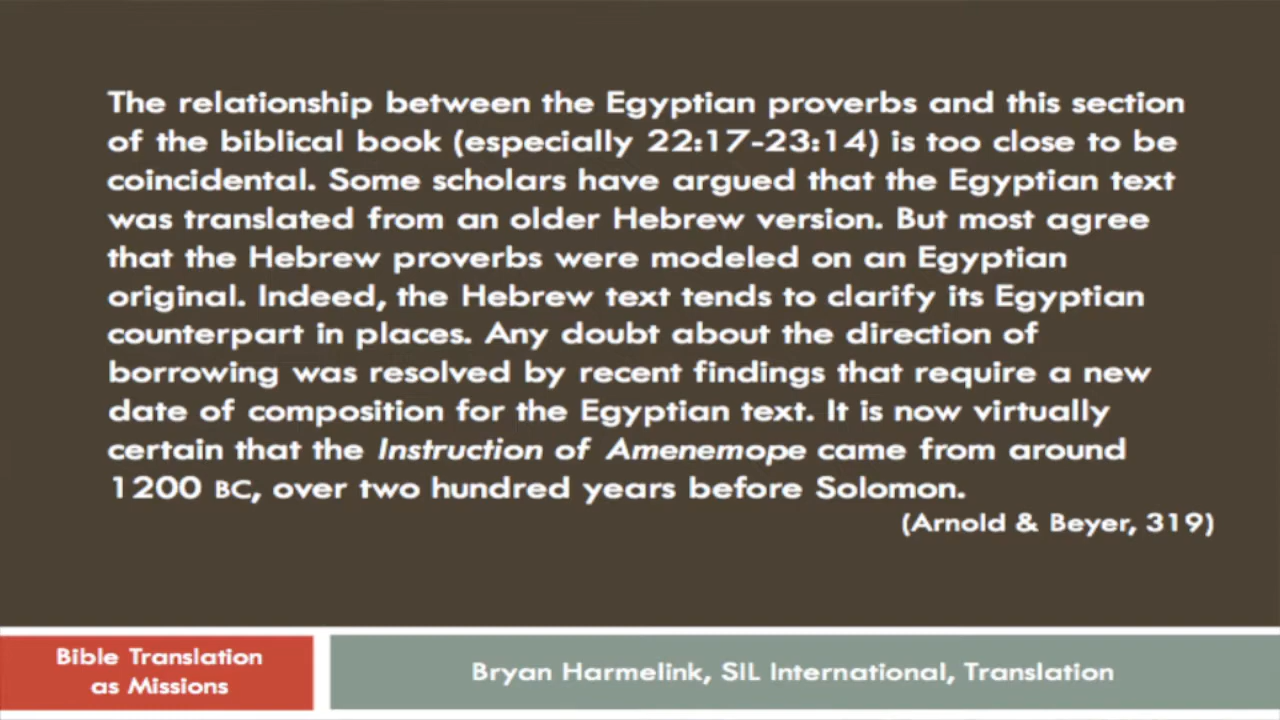 The relationship between the Egyptian proverbs and this section
of the biblical book (especially 22:17-23:14) is too close to be
coincidental. Some scholars have argued that the Egyptian text
was translated from an older Hebrew version. But most agree
that the Hebrew proverbs were modeled on an Egyptian
original. Indeed, the Hebrew text tends to clarify its Egyptian
counterpart in places. Any doubt about the direction of
borrowing was resolved by recent findings that require a new
date of composition for the Egyptian text. It is now virtually
certain that the Instruction of Amenemope came from around
1200 BC, over two hundred years before Solomon.
(Arnold & Beyer, 319)
Bible Translation
as Missions
Bryan Harmelink, SIL International, Translation